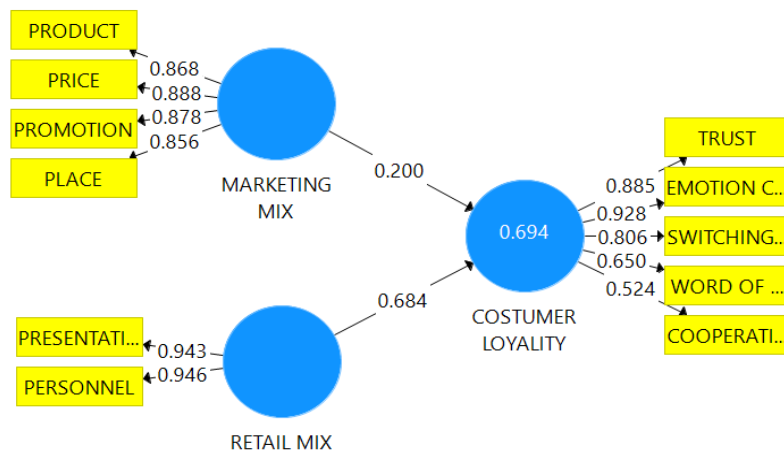 PRODUCT
0.868
PRICE
0.888
PROMOTION
0.878
0.856
PLACE
MARKETING
MIX
0.200
TRUST
0.885
EMOTION C...
0.928
0.694
0.806
SWITCHING...
0.650
WORD OF ...
0.524
COOPERATI...
COSTUMER
LOYALITY
0.684
PRESENTATI...
0.943
PERSONNEL
0.946
RETAIL MIX